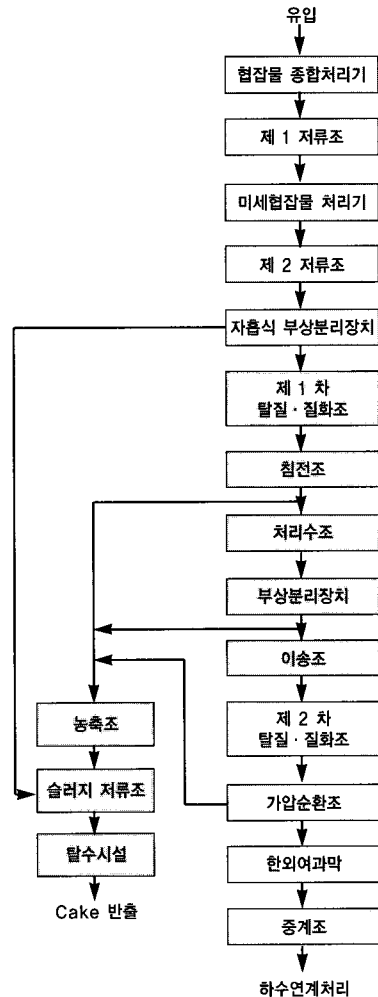 유입
협잡물 종합처리기
제 1 저류조
미세협잡물 처리기
제 2 저류조
자흡식 부상분리장치
제 1 차
탈질·질화조
침전조
처리수조
부상분리장치
이송조
제 2 차
탈질·질화조
가압순환조
한외여과막
중계조
하수연계처리
농축조
슬러지 저류조
탈수시설
Cake 반출